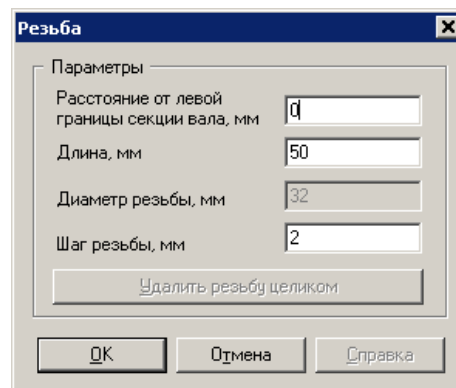 Резьба
Параметры
Расстояние от левой
границы секции вала, мм
0
Длина, мм
50
Диаметр резьбы, мм
32
Шаг резьбы, мм
2
Удалить резьбу целиком
OK
Отмена
Справка